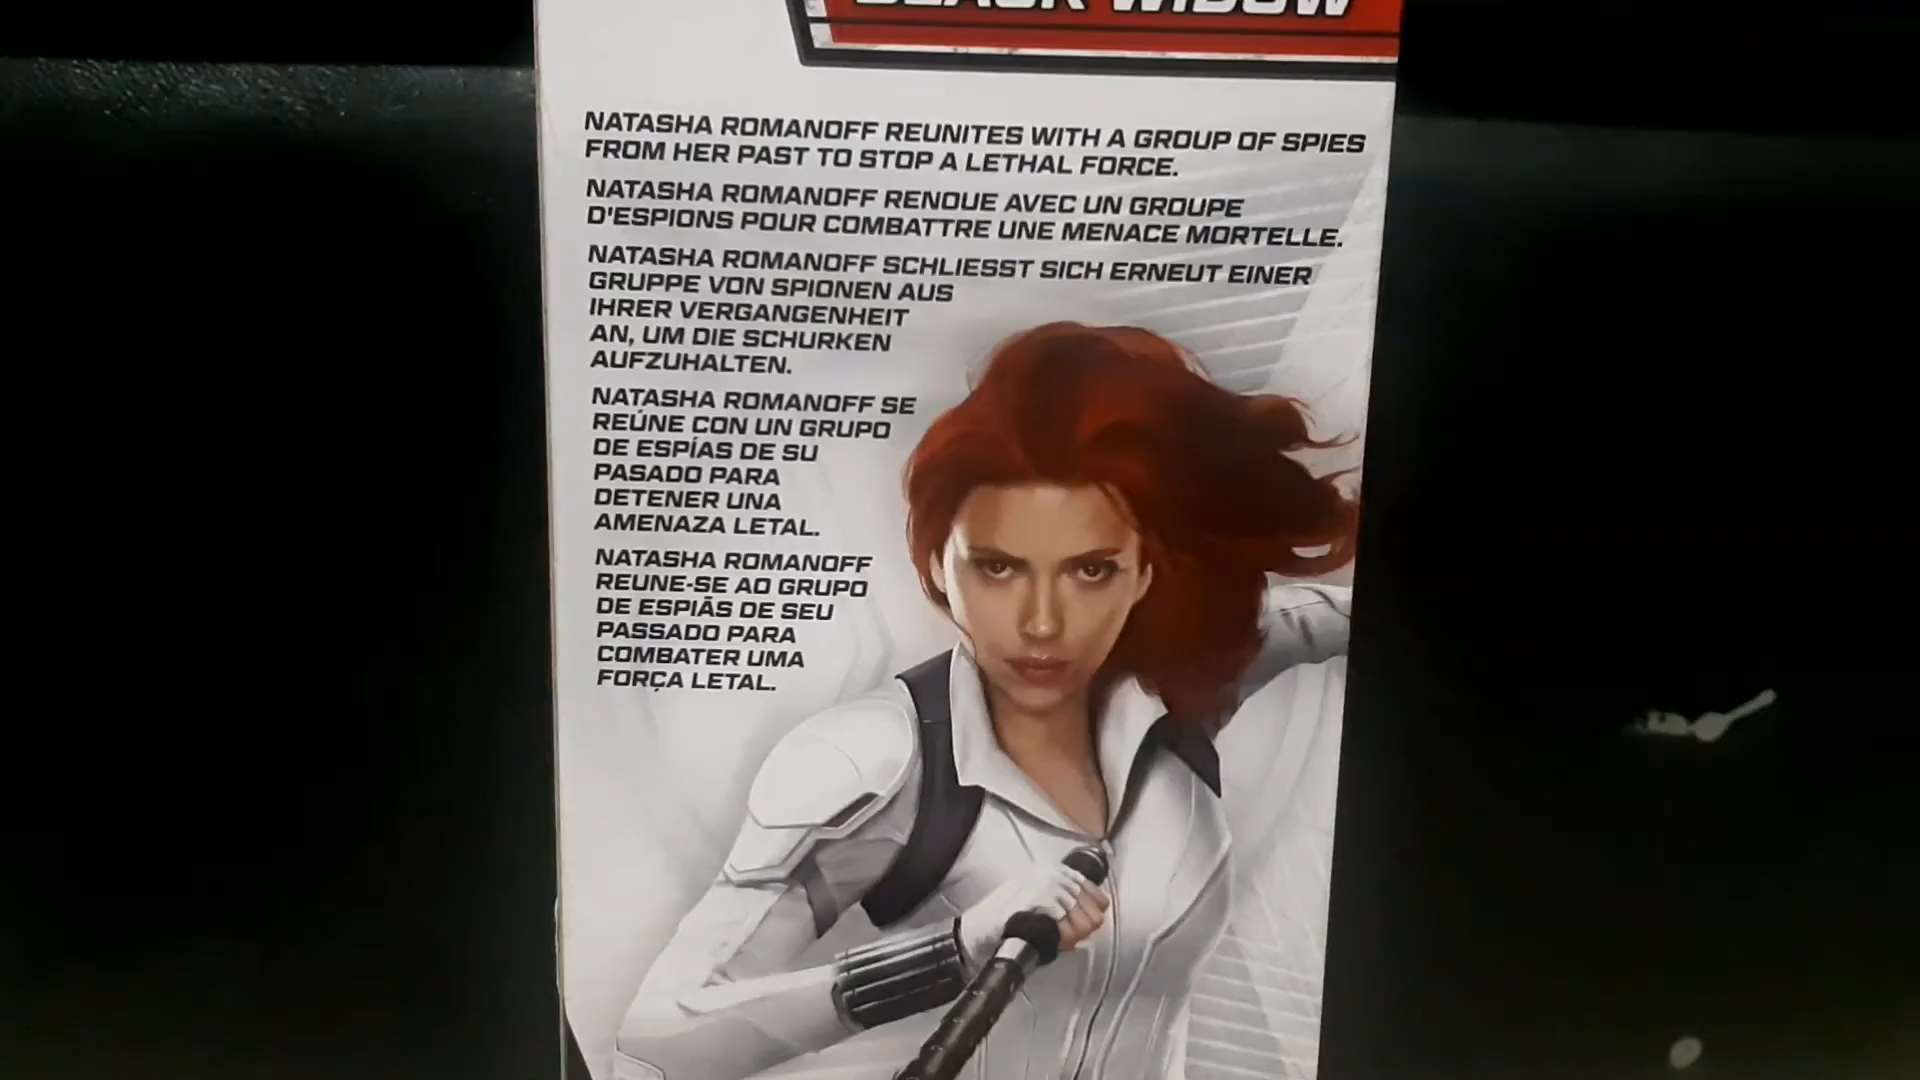 BLACK WIDOW
NATASHA ROMANOFF REUNITES WITH A GROUP OF SPIES
FROM HER PAST TO STOP A LETHAL FORCE.
NATASHA ROMANOFF RENOUE AVEC UN GROUPE
D'ESPIONS POUR COMBATTRE UNE MENACE MORTELLE.
NATASHA ROMANOFF SCHLIESST SICH ERNEUT EINER
GRUPPE VON SPIONEN AUS
IHRER VERGANGENHEIT
AN, UM DIE SCHURKEN
AUFZUHALTEN.
NATASHA ROMANOFF SE
REÚNE CON UN GRUPO
DE ESPÍAS DE SU
PASADO PARA
DETENER UNA
AMENAZA LETAL.
NATASHA ROMANOFF
REUNE-SE AO GRUPO
DE ESPIÃS DE SEU
PASSADO PARA
COMBATER UMA
FORÇA LETAL.